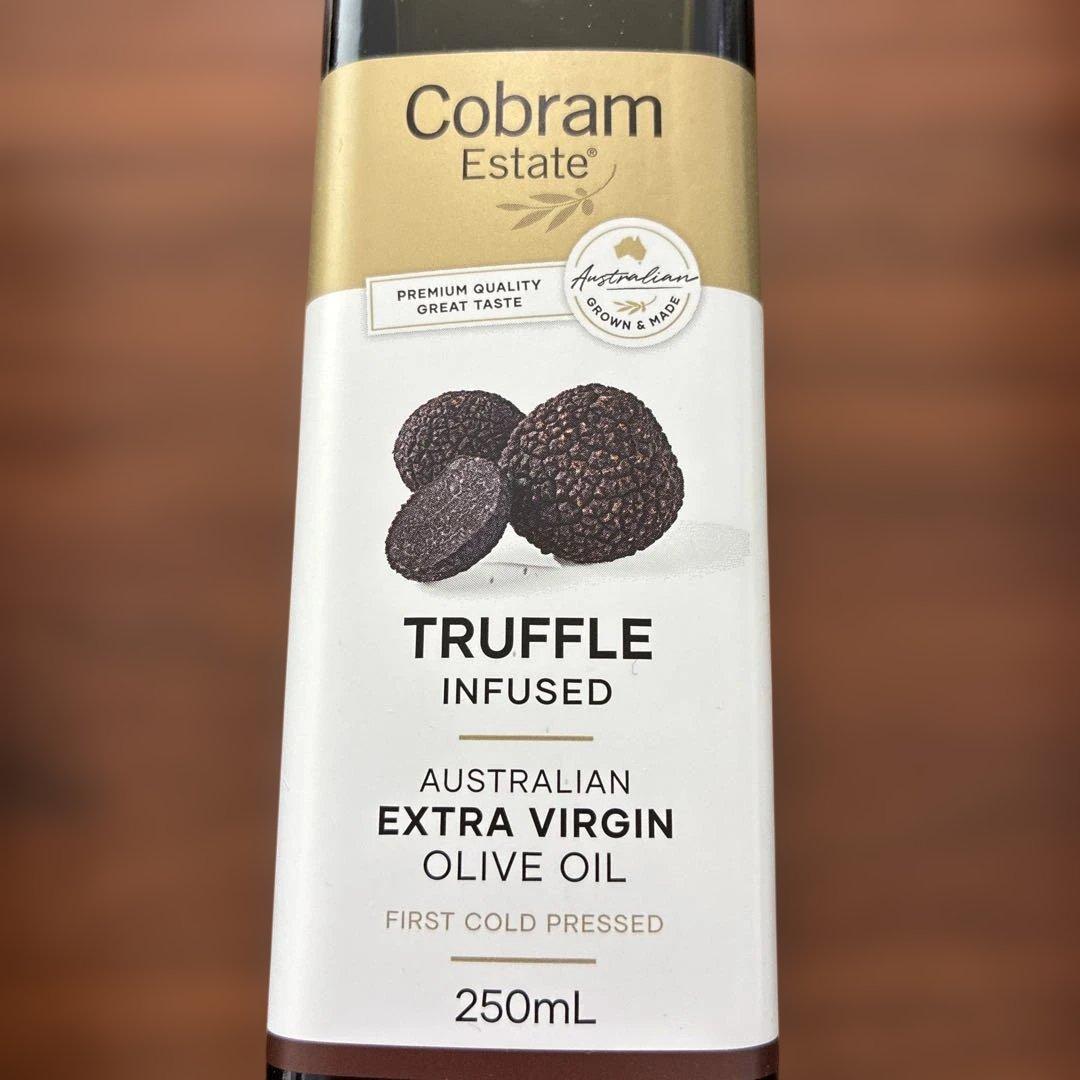 Cobram
Estate®
PREMIUM QUALITY
GREAT TASTE
Australian
GROWN & MADE
TRUFFLE
INFUSED
AUSTRALIAN
EXTRA VIRGIN
OLIVE OIL
FIRST COLD PRESSED
250mL